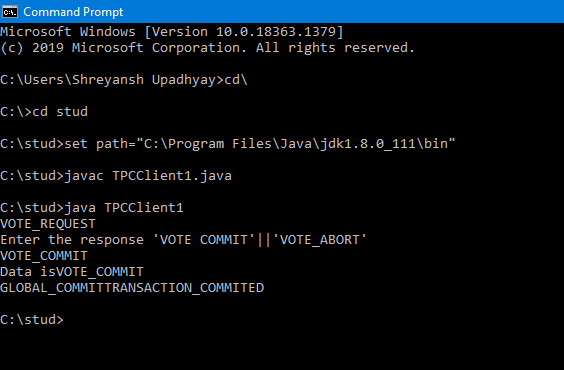 Command Prompt
Microsoft Windows [Version 10.0.18363.1379]
(c) 2019 Microsoft Corporation. All rights reserved.
C:\Users\Shreyansh Upadhyay>cd\
C:\>cd stud
C:\stud>set path="C:\Program Files\Java\jdk1.8.0_111\bin"
C:\stud>javac TPCClient1.java
C:\stud>java TPCClient1
VOTE_REQUEST
Enter the response 'VOTE COMMIT'||'VOTE_ABORT'
VOTE_COMMIT
Data isVOTE_COMMIT
GLOBAL_COMMITTRANSACTION_COMMITED
C:\stud>